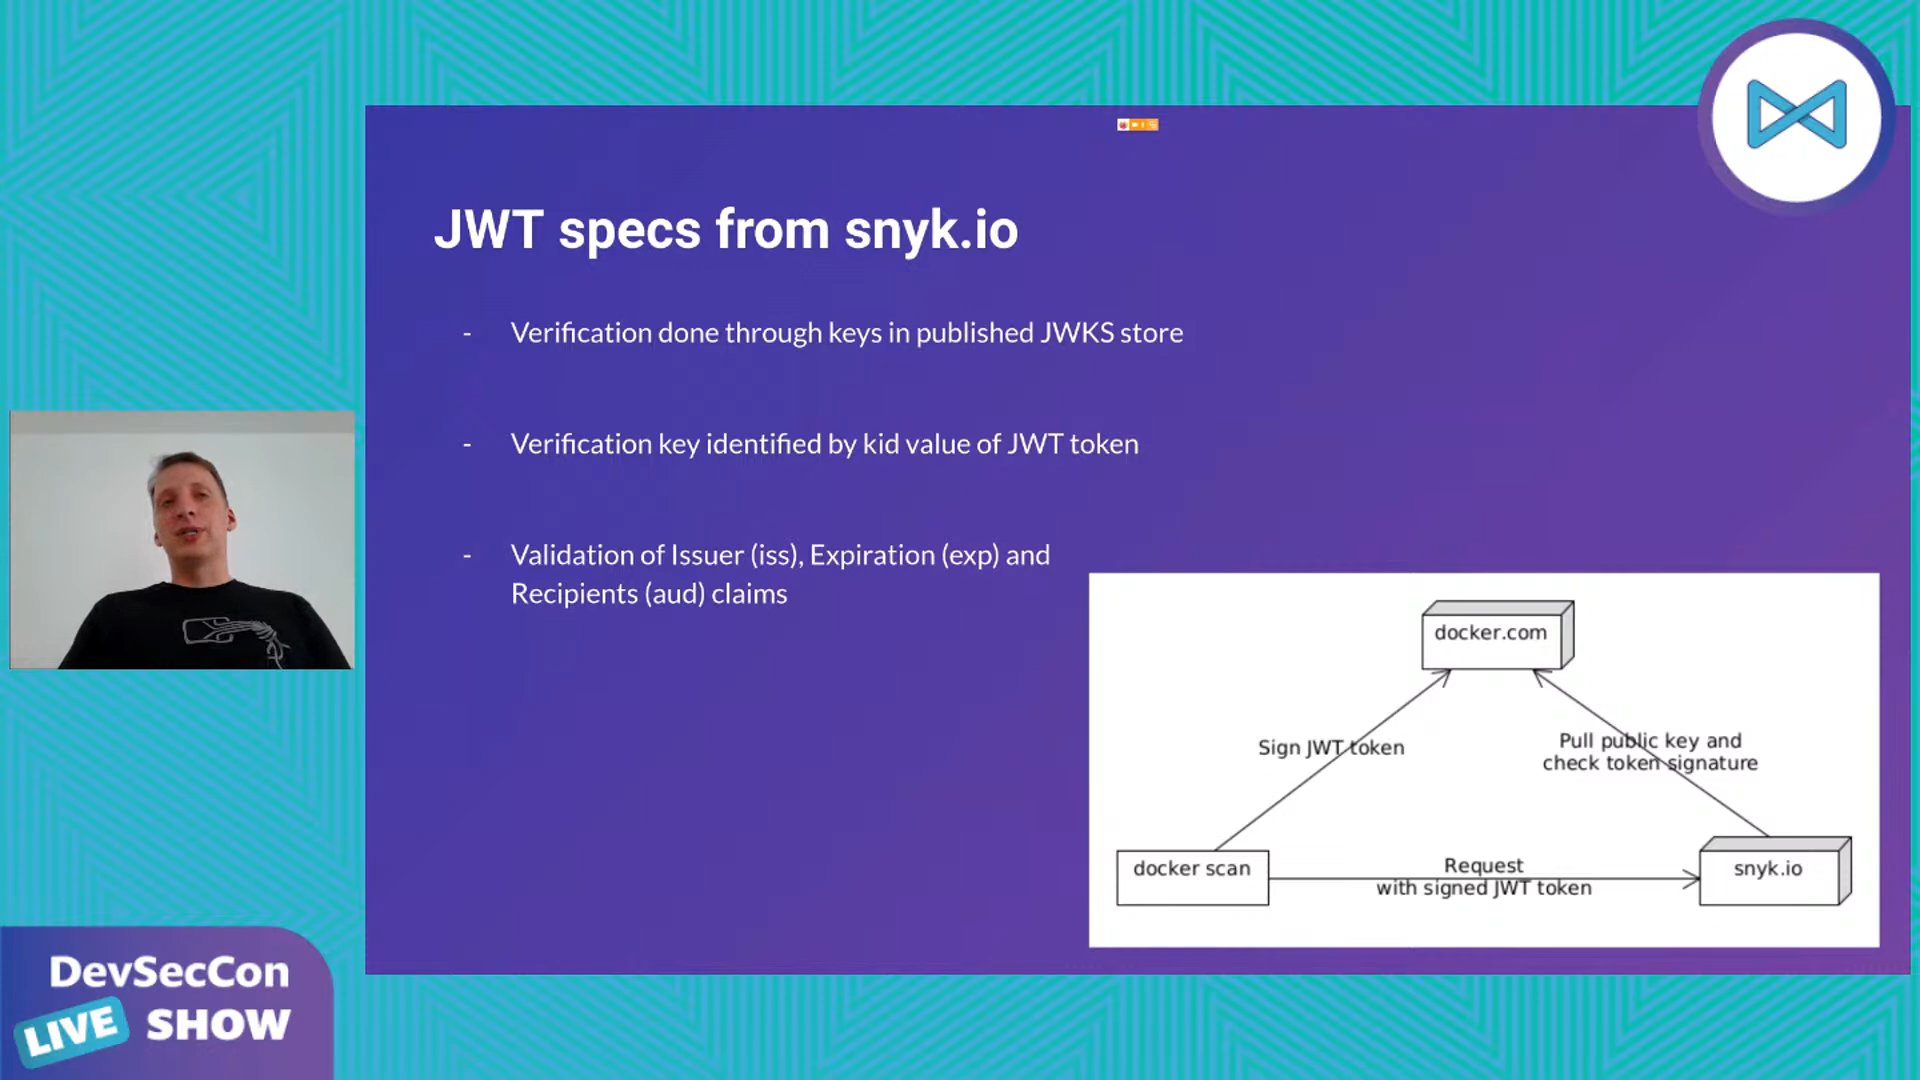 JWT specs from snyk.io
- Verification done through keys in published JWKS store
- Verification key identified by kid value of JWT token
- Validation of Issuer (iss), Expiration (exp) and
Recipients (aud) claims
docker.com
Sign JWT token
Pull public key and
check token signature
docker scan
Request
with signed JWT token
snyk.io
DevSecCon
LIVE SHOW